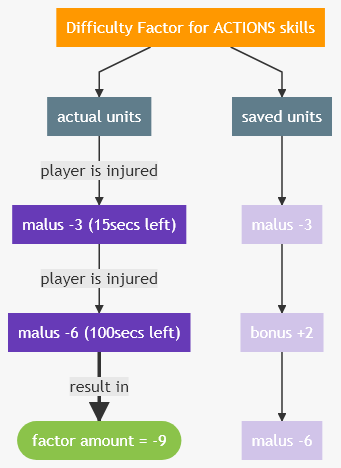 Difficulty Factor for ACTIONS skills
actual units
saved units
player is injured
malus -3 (15secs left)
malus -3
player is injured
malus -6 (100secs left)
bonus +2
result in
factor amount = -9
malus -6